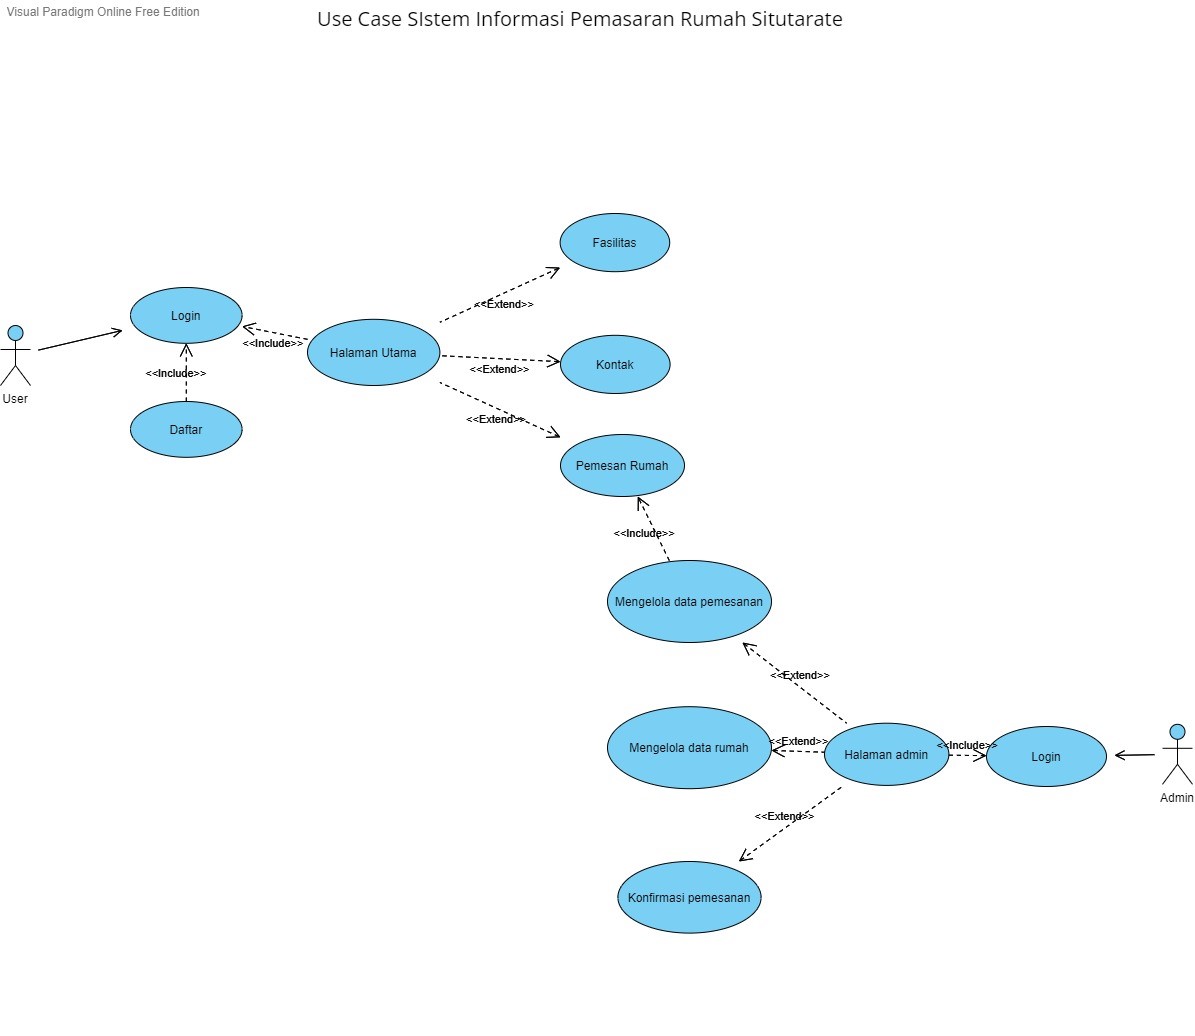 Visual Paradigm Online Free Edition
Use Case SIstem Informasi Pemasaran Rumah Situtarate
Fasilitas
<<Extend>>
Login
<<Include>>
Halaman Utama
Kontak
<<Extend>>
<<Include>>
User
Daftar
<<Extend>>
Pemesan Rumah
<<Include>>
Mengelola data pemesanan
<<Extend>>
Mengelola data rumah
<<Extend>>
Halaman admin
<<Include>>
Login
Admin
<<Extend>>
Konfirmasi pemesanan